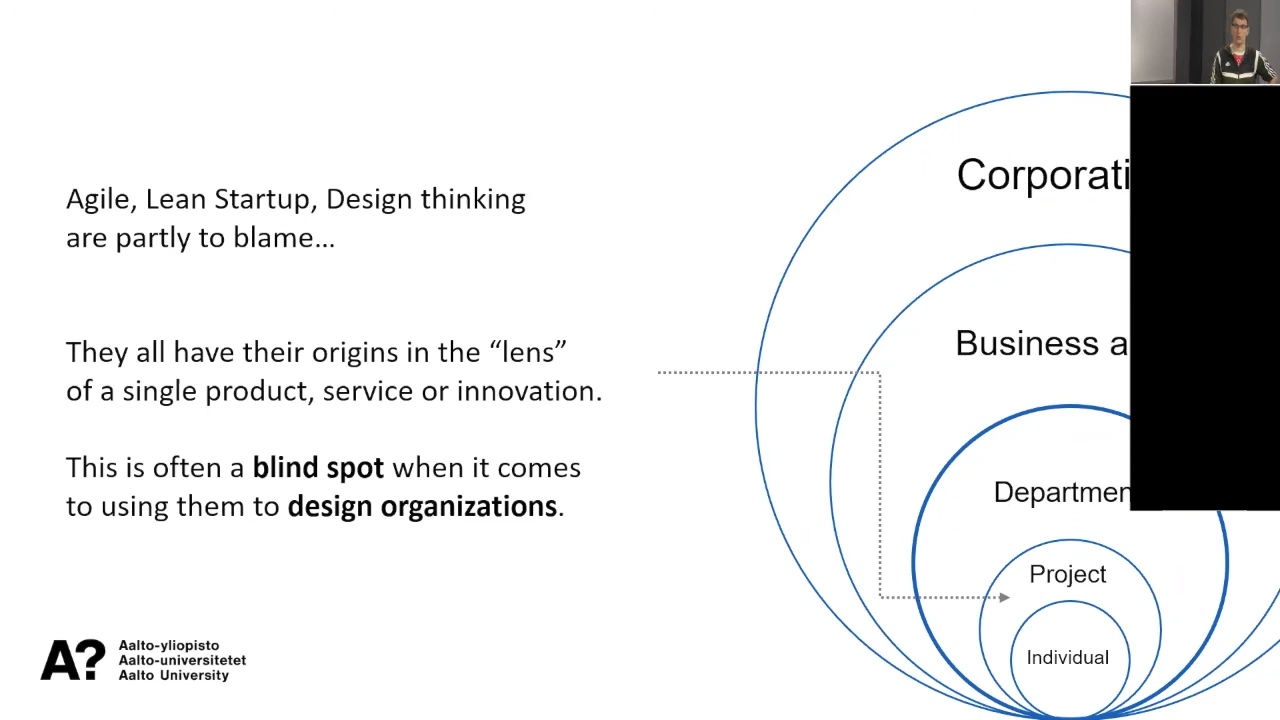 Agile, Lean Startup, Design thinking
are partly to blame...
They all have their origins in the “lens”
of a single product, service or innovation.
This is often a blind spot when it comes
to using them to design organizations.
Corporati
Business a
Departmen
Project
Individual
A?
Aalto-yliopisto
Aalto-universitetet
Aalto University